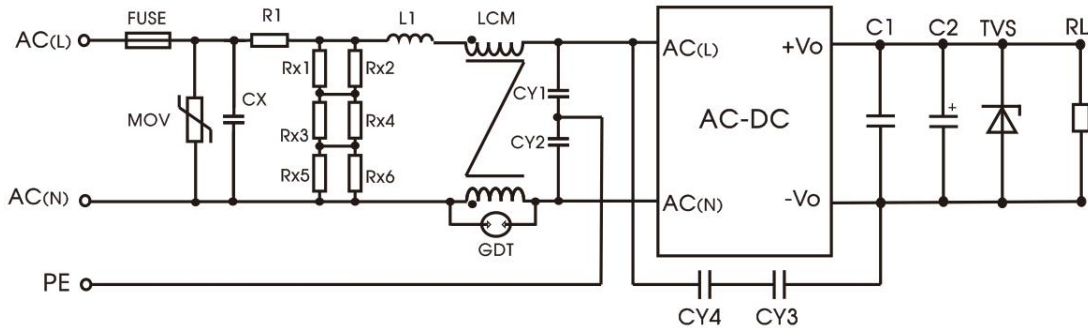 FUSE R1 L1 LCM C1 C2 TVS RL
AC(L) AC(L) +Vo
Rx1 Rx2
MOV CX CY1 +
Rx3 Rx4 AC-DC
CY2
Rx5 Rx6
AC(N) AC(N) -Vo
GDT
PE
CY4 CY3